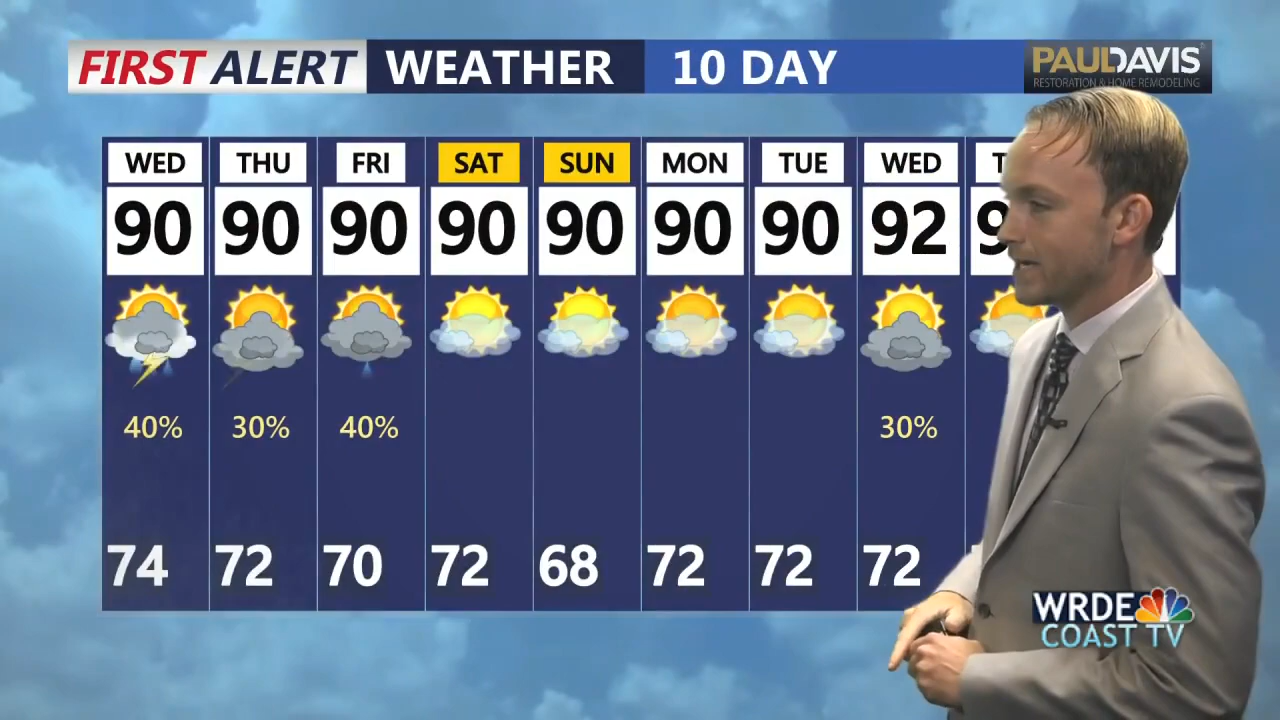 FIRST ALERT WEATHER 10 DAY
PAUL DAVIS
RESTORATION & HOME REMODELING
WED THU FRI SAT SUN MON TUE WED
90 90 90 90 90 90 90 92
40% 30% 40% 30%
74 72 70 72 68 72 72 72
WRDE
COAST TV